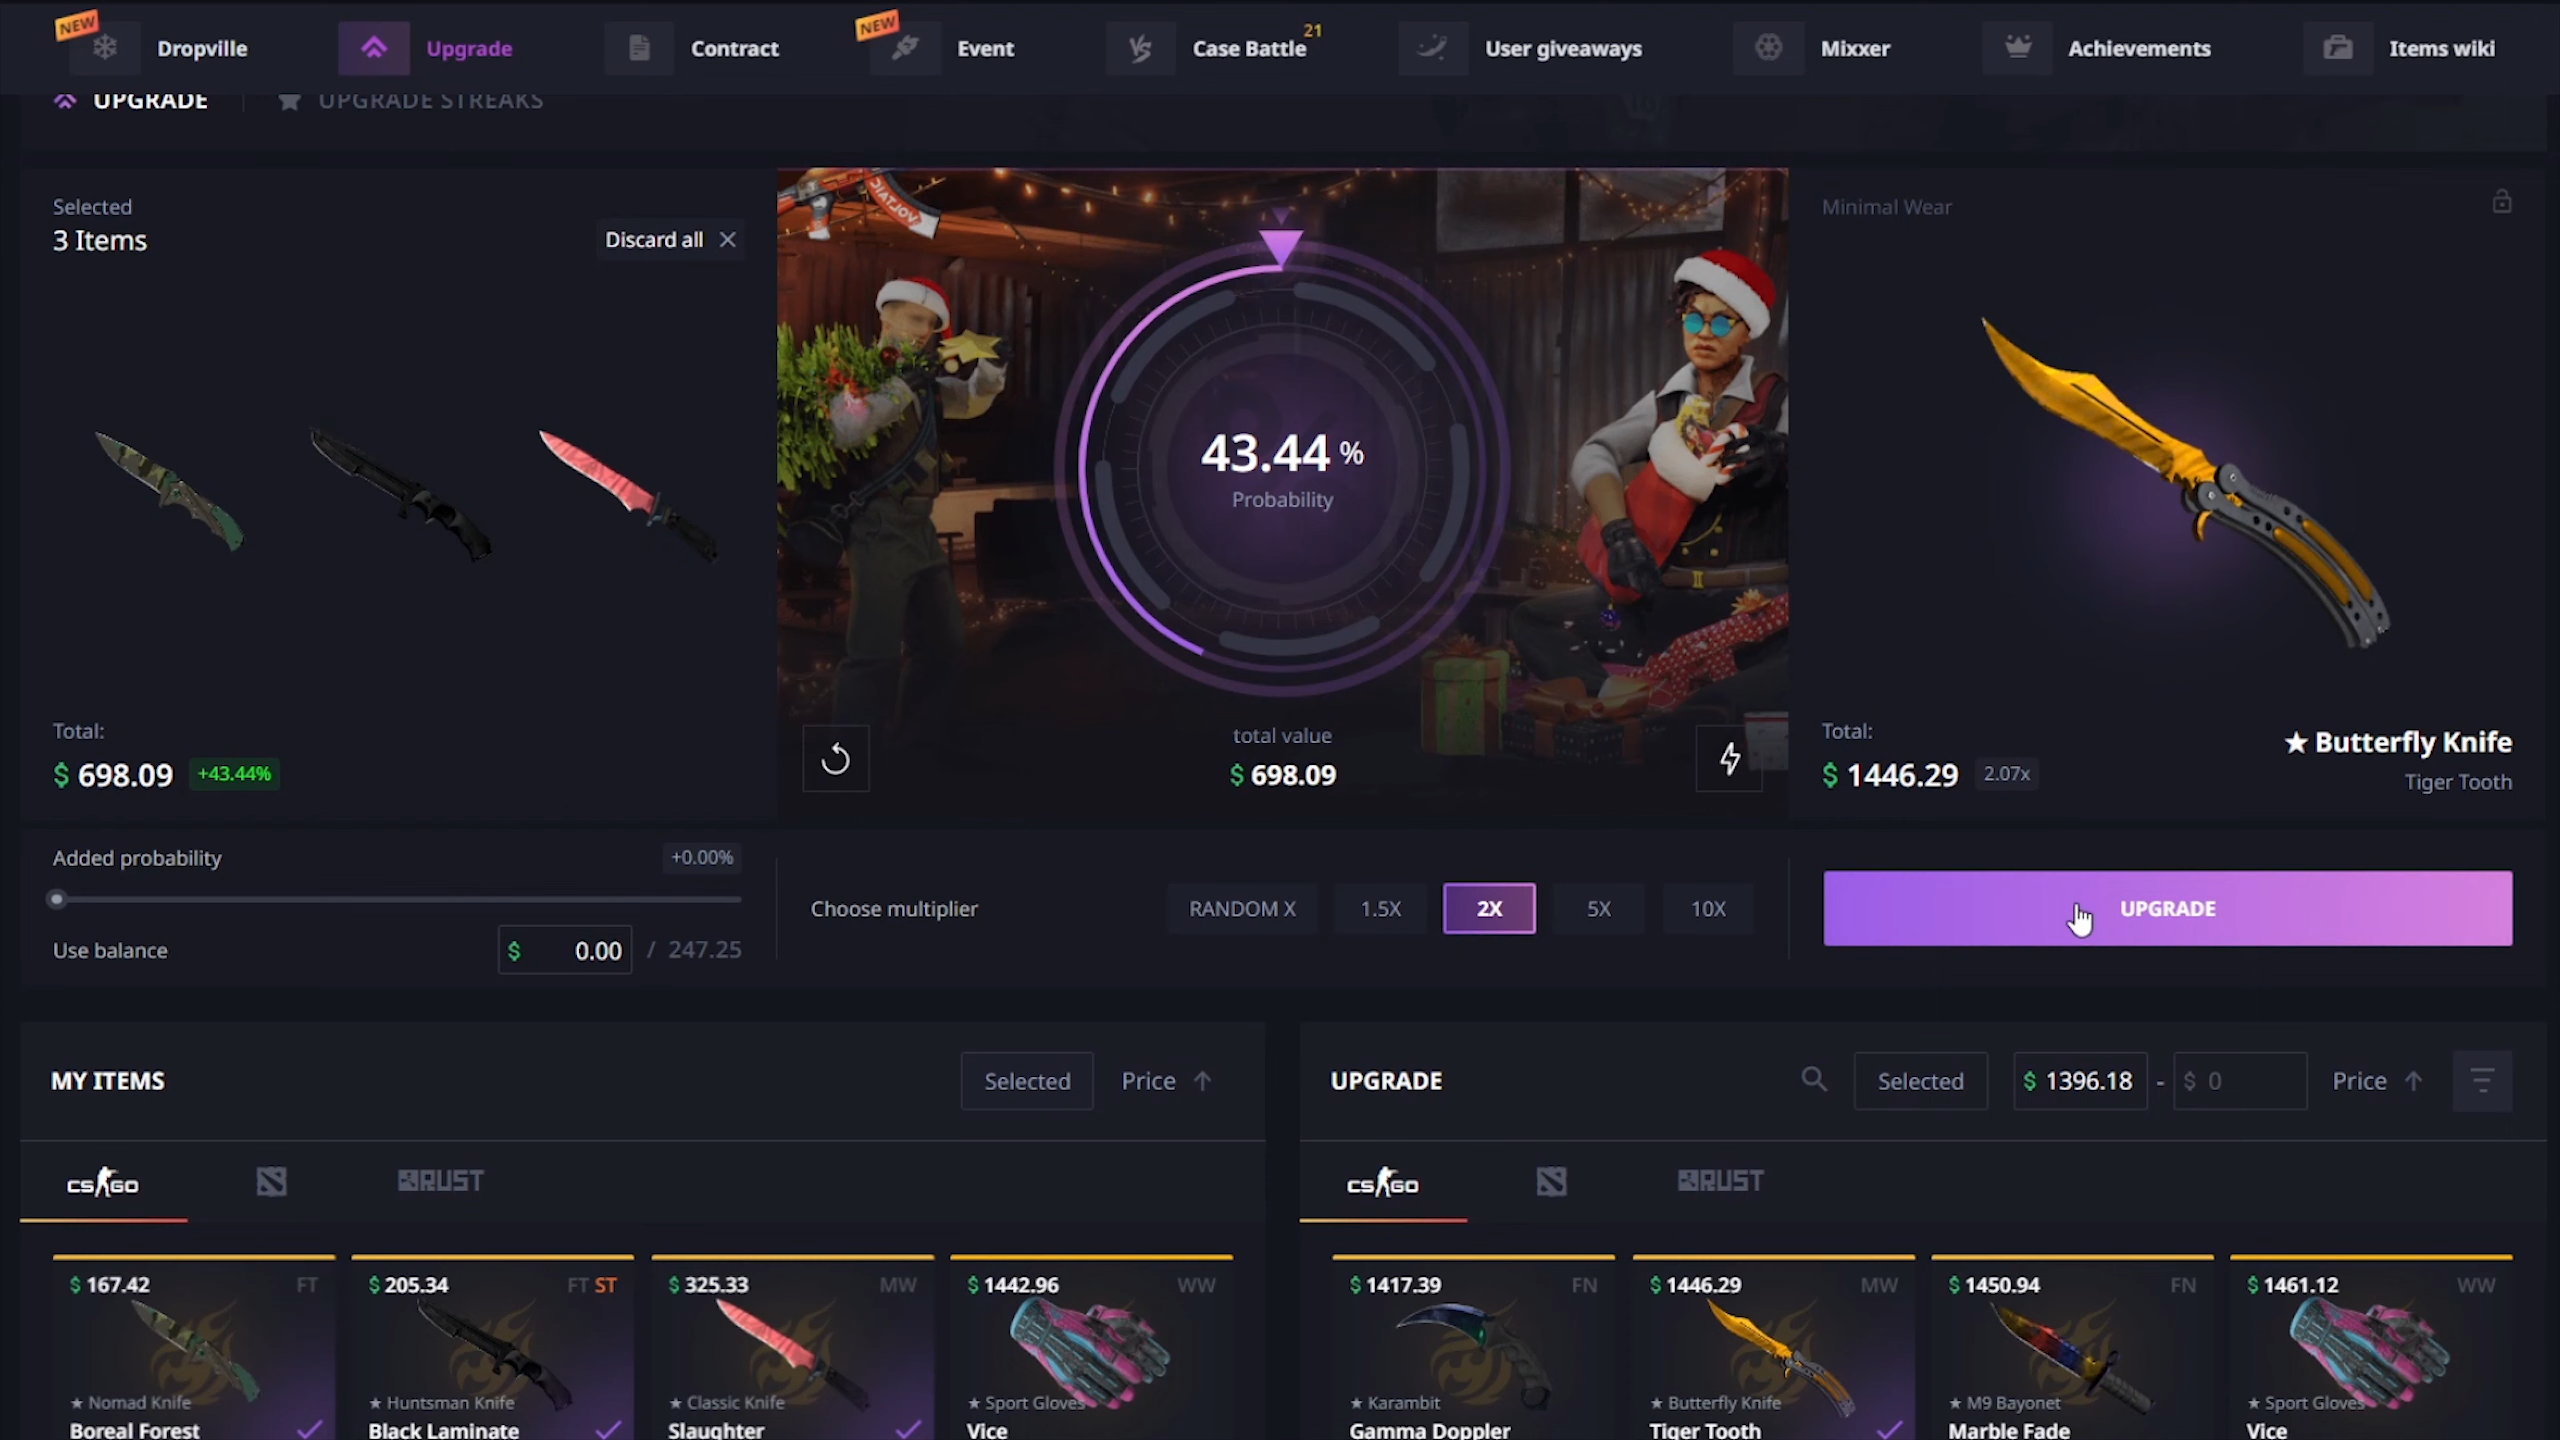 NEW
Dropville
Upgrade
Contract
NEW
Event
VS
Case Battle 21
User giveaways
Mixxer
Achievements
Items wiki
UPGRADE
UPGRADE STREAKS
Selected
3 Items
Discard all
VOLTAIC
43.44 %
Probability
Minimal Wear
Total:
$ 698.09 +43.44%
total value
$ 698.09
Total:
$ 1446.29 2.07x
★ Butterfly Knife
Tiger Tooth
Added probability
+0.00%
Use balance
$ 0.00 / 247.25
Choose multiplier
RANDOM X
1.5X
2X
5X
10X
UPGRADE
MY ITEMS
Selected
Price
UPGRADE
Selected
$ 1396.18 - $ 0
Price
CS GO
RUST
CS GO
RUST
$ 167.42 FT
★ Nomad Knife
Boreal Forest
$ 205.34 FT ST
★ Huntsman Knife
Black Laminate
$ 325.33 MW
★ Classic Knife
Slaughter
$ 1442.96 WW
★ Sport Gloves
Vice
$ 1417.39 FN
★ Karambit
Gamma Doppler
$ 1446.29 MW
★ Butterfly Knife
Tiger Tooth
$ 1450.94 FN
★ M9 Bayonet
Marble Fade
$ 1461.12 WW
★ Sport Gloves
Vice